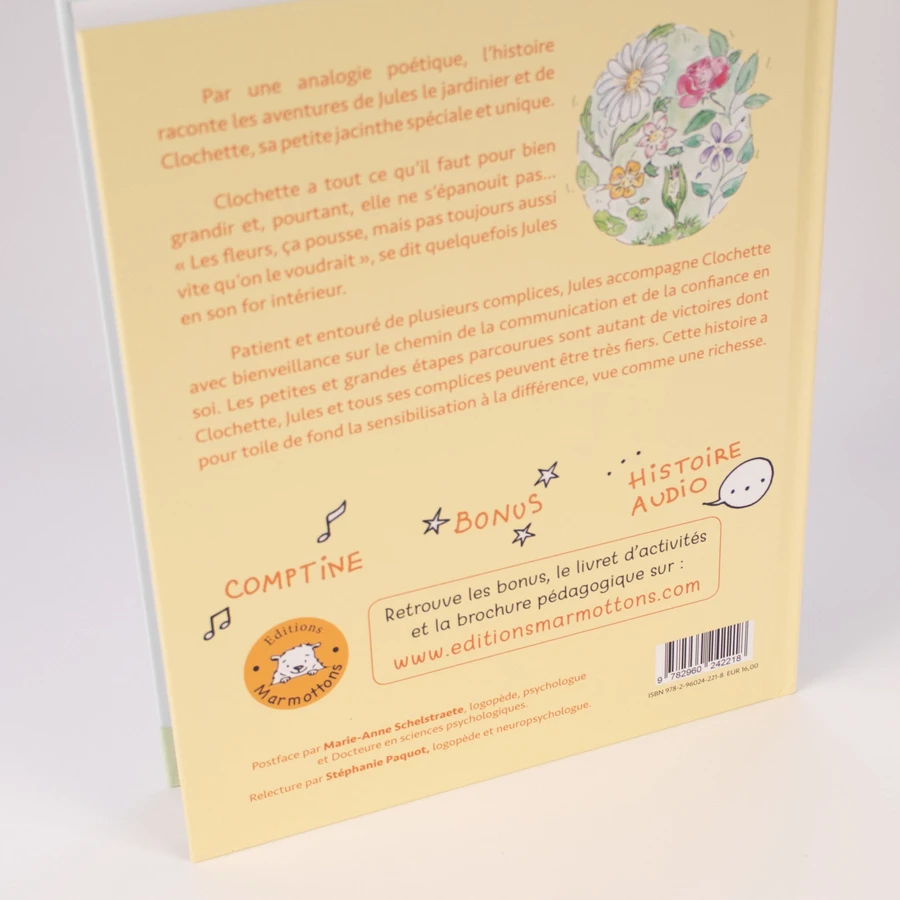 Par une analogie poétique, l'histoire
raconte les aventures de Jules le jardinier et de
Clochette, sa petite jacinthe spéciale et unique.
Clochette a tout ce qu'il faut pour bien
grandir et, pourtant, elle ne s'épanouit pas...
« Les fleurs, ça pousse, mais pas toujours aussi
vite qu'on le voudrait », se dit quelquefois Jules
en son for intérieur.
Patient et entouré de plusieurs complices, Jules accompagne Clochette
avec bienveillance sur le chemin de la communication et de la confiance en
soi. Les petites et grandes étapes parcourues sont autant de victoires dont
Clochette, Jules et tous ses complices peuvent être très fiers. Cette histoire a
pour toile de fond la sensibilisation à la différence, vue comme une richesse.
COMPTINE
BONUS
HISTOIRE
AUDIO
Retrouve les bonus, le livret d'activités
et la brochure pédagogique sur :
www.editionsmarmottons.com
Editions
Marmottons
9 782960 242218
ISBN 978-2-96024-221-8 EUR 16,00
Postface par Marie-Anne Schelstraete, logopède, psychologue
et Docteure en sciences psychologiques.
Relecture par Stéphanie Paquot, logopède et neuropsychologue.